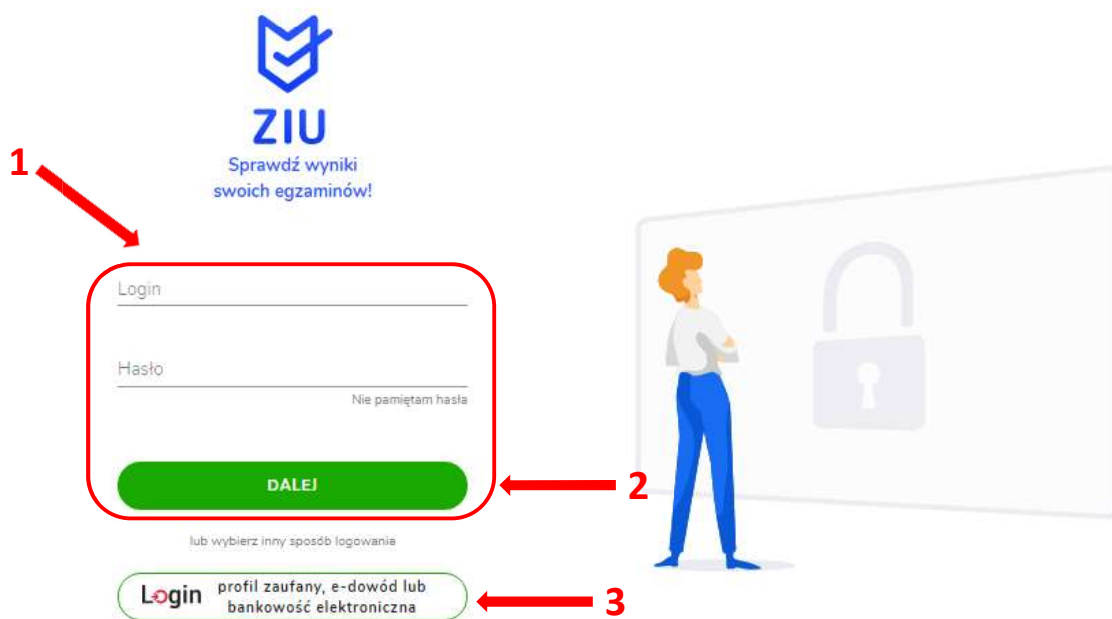 ZIU
Sprawdź wyniki
swoich egzaminów!
1
Login
Hasło
Nie pamiętam hasła
DALEJ
2
lub wybierz inny sposób logowania
Login profil zaufany, e-dowód lub
bankowość elektroniczna
3